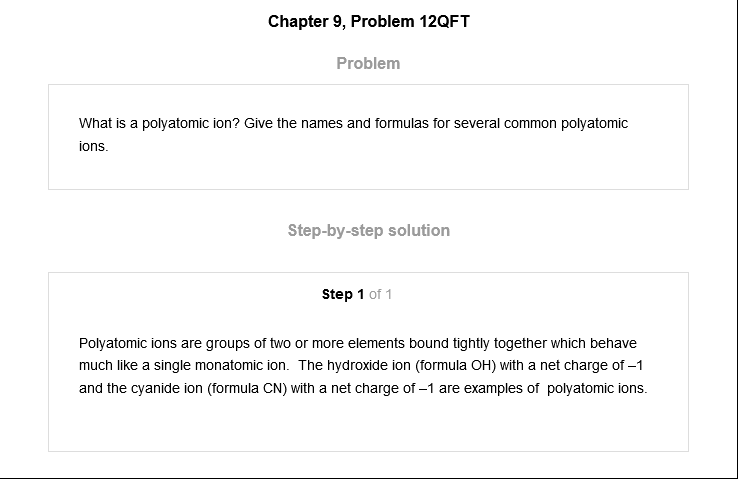 Chapter 9, Problem 12QFT
Problem
What is a polyatomic ion? Give the names and formulas for several common polyatomic
ions.
Step-by-step solution
Step 1 of 1
Polyatomic ions are groups of two or more elements bound tightly together which behave
much like a single monatomic ion.  The hydroxide ion (formula OH) with a net charge of –1
and the cyanide ion (formula CN) with a net charge of –1 are examples of  polyatomic ions.